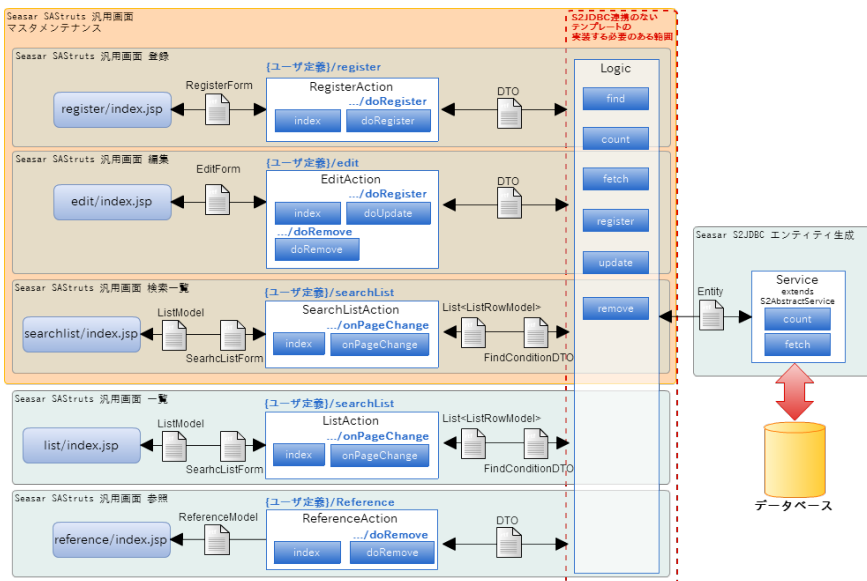 Seasar SAStruts 汎用画面
マスタメンテナンス
S2JDBC連携のない
テンプレートの
実装する必要のある範囲
Seasar SAStruts 汎用画面 登録
{ユーザ定義}/register
RegisterForm
RegisterAction
.../doRegister
index
doRegister
register/index.jsp
DTO
Logic
find
count
fetch
register
update
remove
Seasar SAStruts 汎用画面 編集
{ユーザ定義}/edit
EditForm
EditAction
.../doRegister
index
doUpdate
.../doRemove
doRemove
edit/index.jsp
DTO
Seasar S2JDBC エンティティ生成
Entity
Service
extends
S2AbstractService
count
fetch
データベース
Seasar SAStruts 汎用画面 検索一覧
{ユーザ定義}/searchList
ListModel
SearchListAction
.../onPageChange
index
onPageChange
searchlist/index.jsp
SearhcListForm
List<ListRowModel>
FindConditionDTO
Seasar SAStruts 汎用画面 一覧
{ユーザ定義}/searchList
ListModel
ListAction
.../onPageChange
index
onPageChange
list/index.jsp
SearhcListForm
List<ListRowModel>
FindConditionDTO
Seasar SAStruts 汎用画面 参照
{ユーザ定義}/Reference
ReferenceModel
ReferenceAction
.../doRemove
index
doRemove
reference/index.jsp
DTO